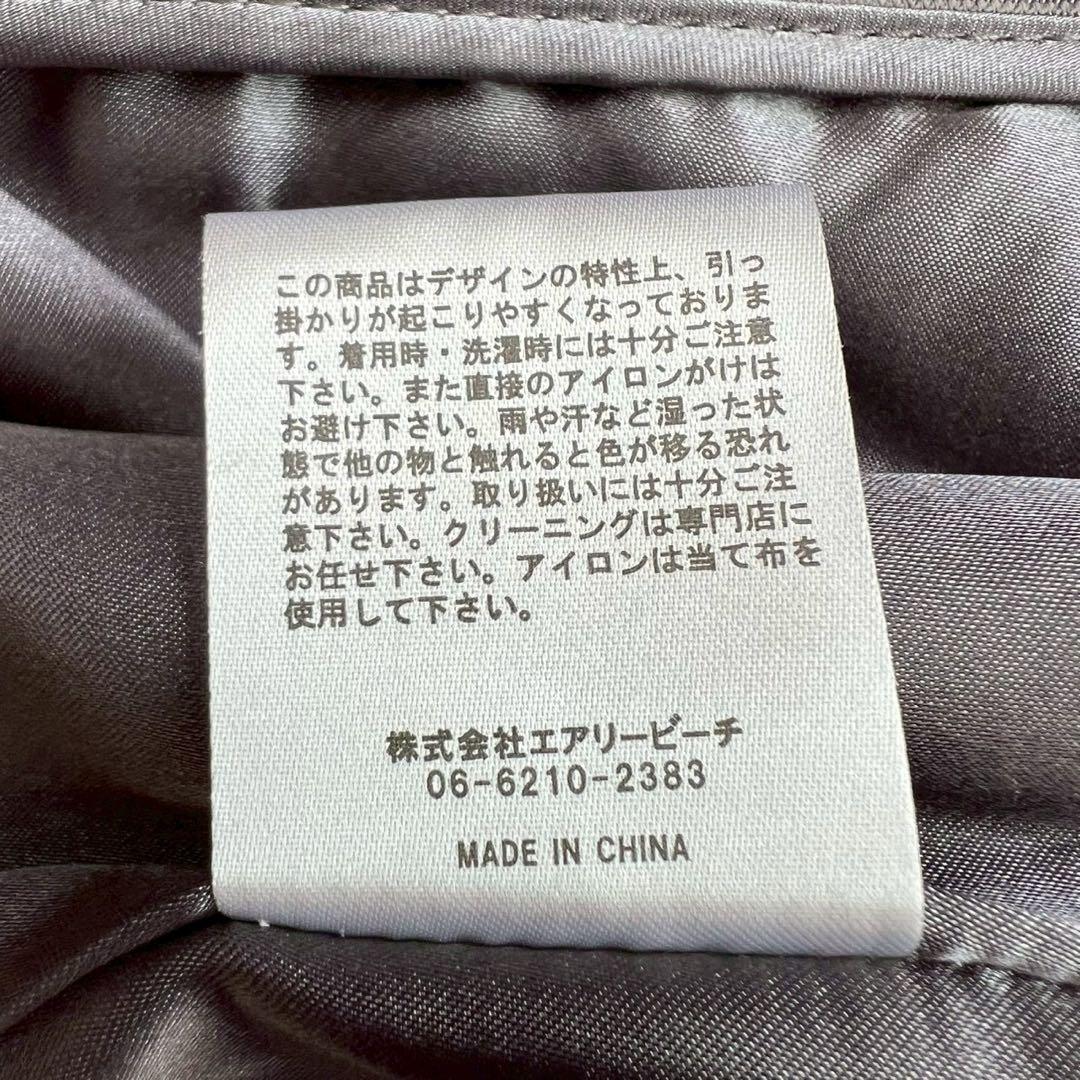 この商品はデザインの特性上、引っ
掛かりが起こりやすくなっておりま
す。着用時・洗濯時には十分ご注意
下さい。また直接のアイロンがけは
お避け下さい。雨や汗など湿った状
態で他の物と触れると色が移る恐れ
があります。取り扱いには十分ご注
意下さい。クリーニングは専門店に
お任せ下さい。アイロンは当て布を
使用して下さい。
株式会社エアリービーチ
06-6210-2383
MADE IN CHINA